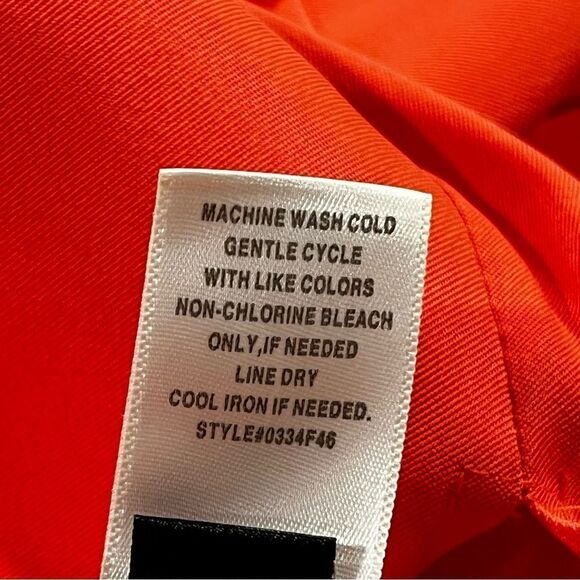 MACHINE WASH COLD
GENTLE CYCLE
WITH LIKE COLORS
NON-CHLORINE BLEACH
ONLY,IF NEEDED
LINE DRY
COOL IRON IF NEEDED.
STYLE#0334F46